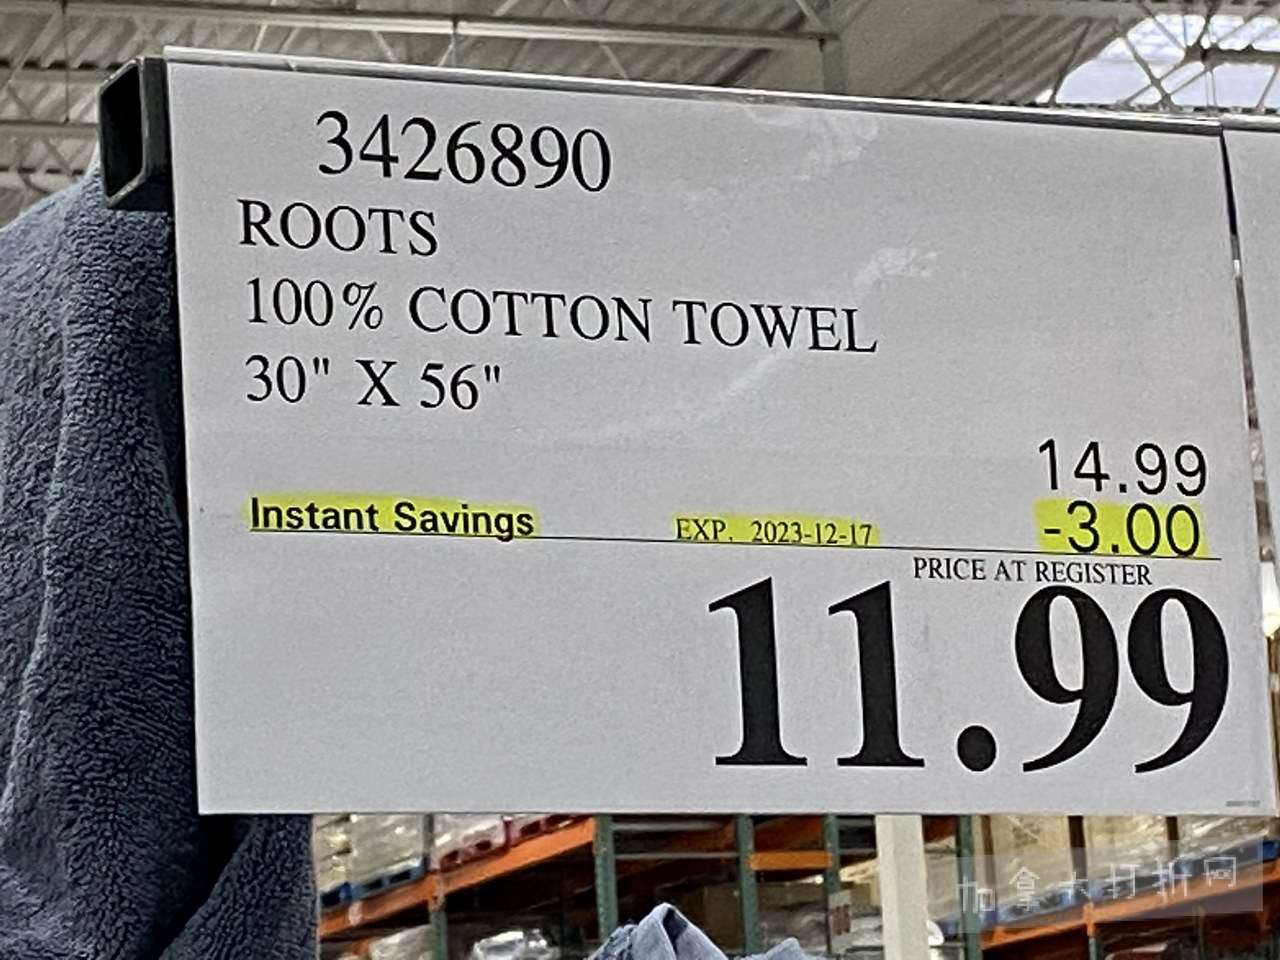 3426890
ROOTS
100% COTTON TOWEL
30" X 56"
14.99
Instant Savings EXP. 2023-12-17 -3.00
PRICE AT REGISTER
11.99
加拿大打折网